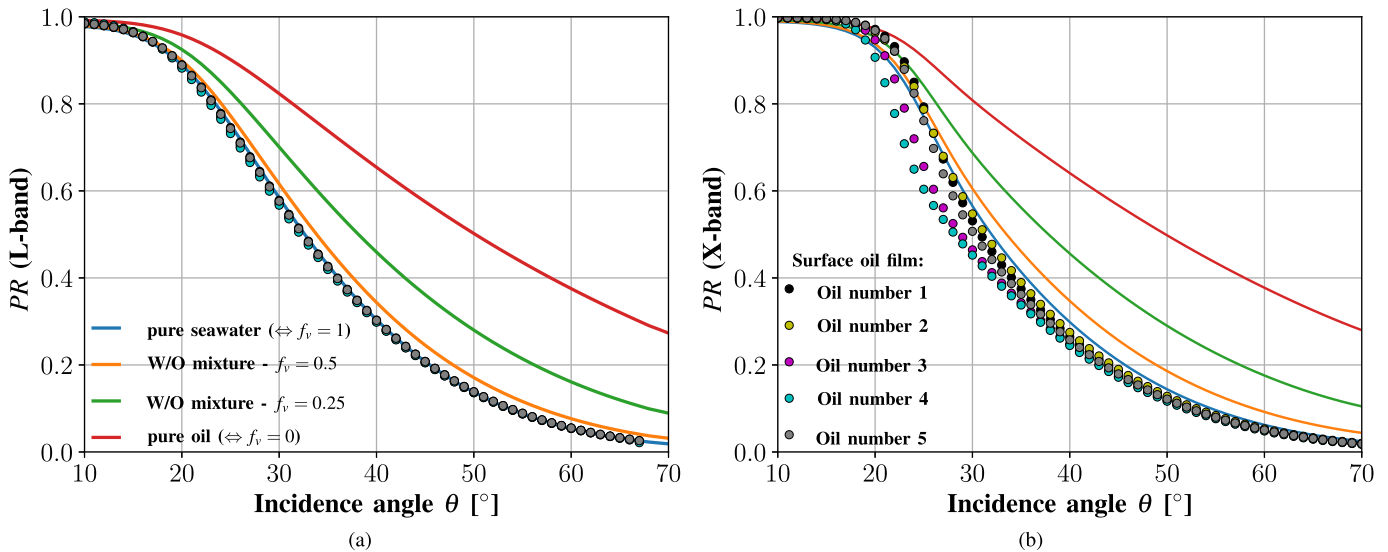 1.0
0.8
0.6
0.4
0.2
0.0
PR (L-band)
pure seawater (⇔ f_v = 1)
W/O mixture - f_v = 0.5
W/O mixture - f_v = 0.25
pure oil (⇔ f_v = 0)
10 20 30 40 50 60 70
Incidence angle θ [°]
(a)
1.0
0.8
0.6
0.4
0.2
0.0
PR (X-band)
Surface oil film:
Oil number 1
Oil number 2
Oil number 3
Oil number 4
Oil number 5
10 20 30 40 50 60 70
Incidence angle θ [°]
(b)